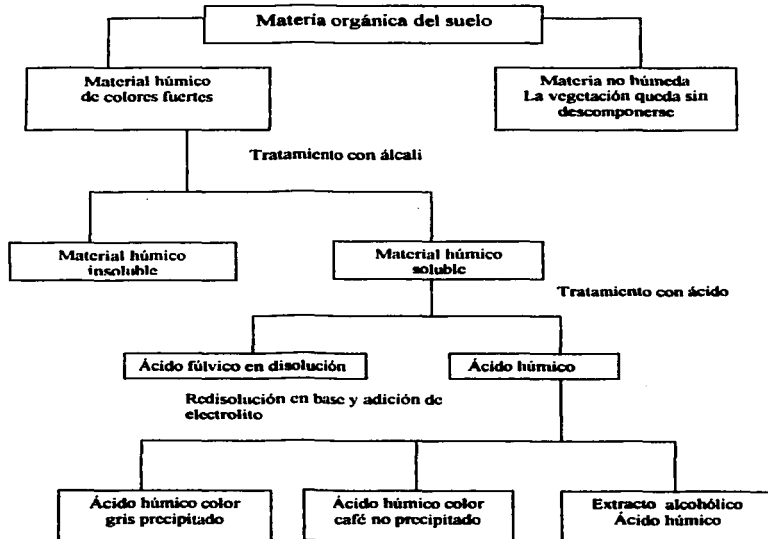 Materia orgánica del suelo
Material húmico
de colores fuertes
Materia no húmeda
La vegetación queda sin
descomponerse
Tratamiento con álcali
Material húmico
insoluble
Material húmico
soluble
Tratamiento con ácido
Ácido fúlvico en disolución
Ácido húmico
Redisolución en base y adición de
electrolito
Ácido húmico color
gris precipitado
Ácido húmico color
café no precipitado
Extracto alcohólico
Ácido húmico